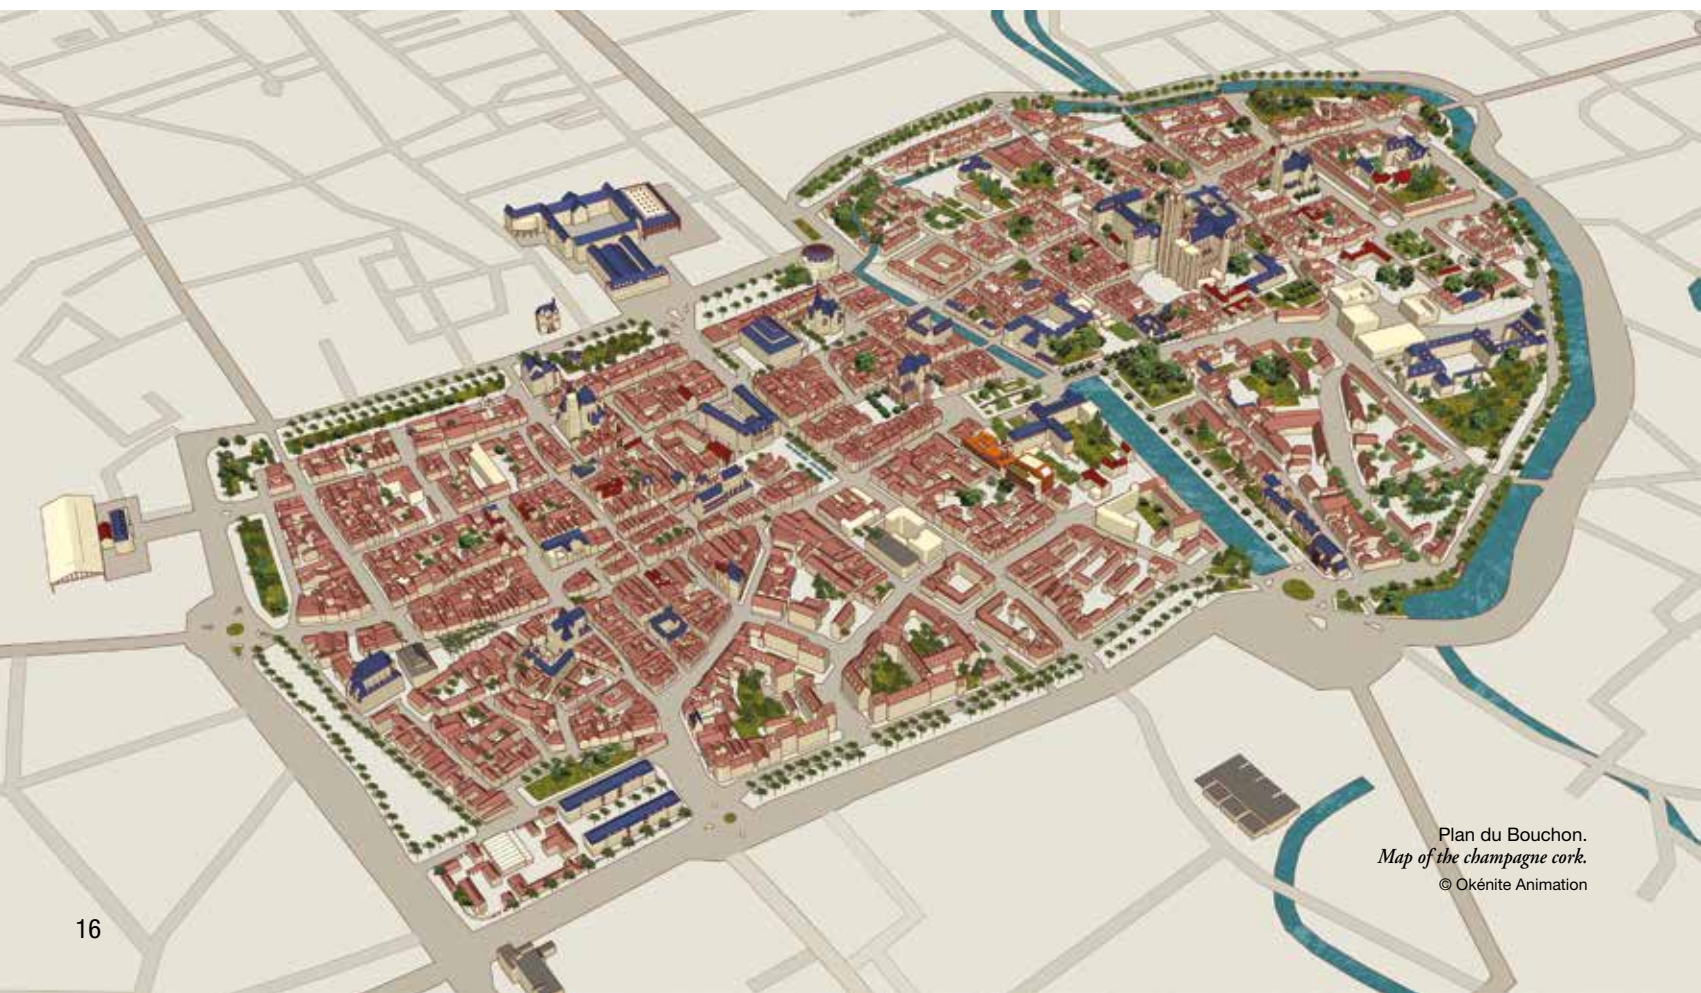 Plan du Bouchon.
Map of the champagne cork.
© Okénite Animation
16